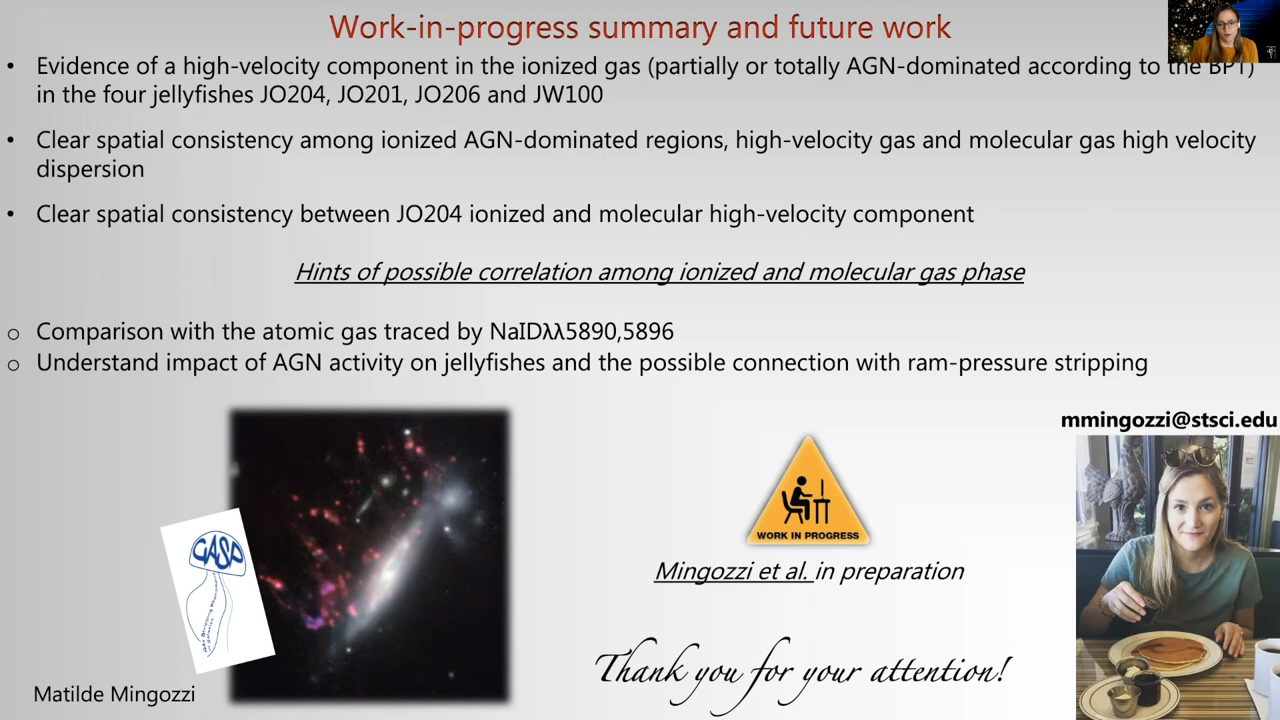 Work-in-progress summary and future work
• Evidence of a high-velocity component in the ionized gas (partially or totally AGN-dominated according to the BPT)
in the four jellyfishes JO204, JO201, JO206 and JW100
• Clear spatial consistency among ionized AGN-dominated regions, high-velocity gas and molecular gas high velocity
dispersion
• Clear spatial consistency between JO204 ionized and molecular high-velocity component
Hints of possible correlation among ionized and molecular gas phase
o Comparison with the atomic gas traced by NaIDλλ5890,5896
o Understand impact of AGN activity on jellyfishes and the possible connection with ram-pressure stripping
mmingozzi@stsci.edu
GASP
WORK IN PROGRESS
Mingozzi et al. in preparation
Thank you for your attention!
Matilde Mingozzi